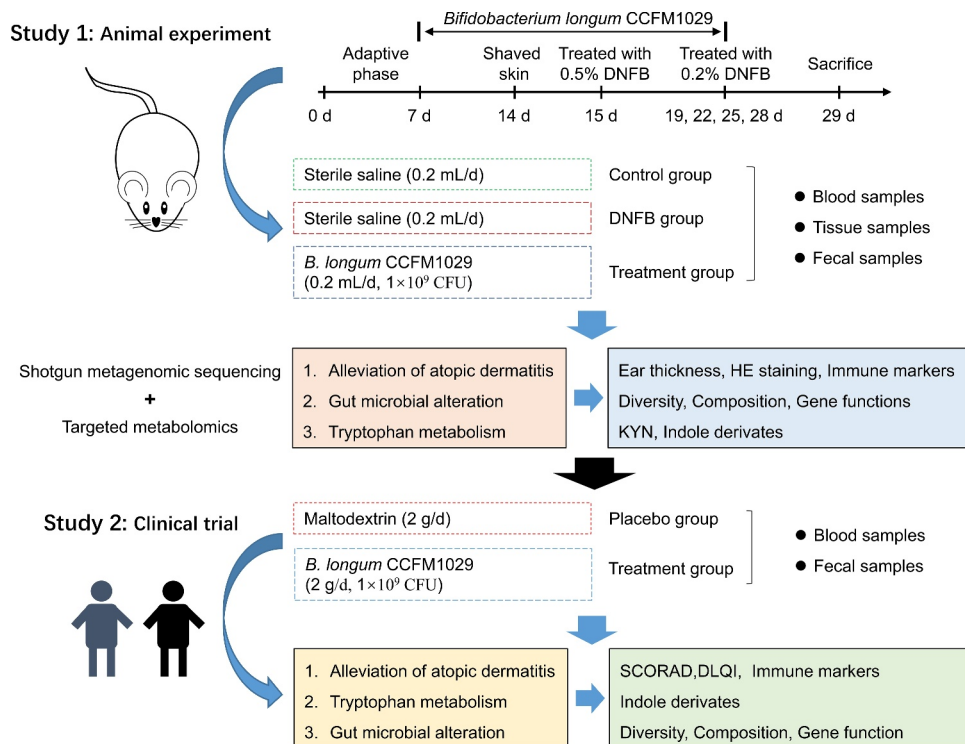 Study 1: Animal experiment
Bifidobacterium longum CCFM1029
Adaptive
phase
Shaved
skin
Treated with
0.5% DNFB
Treated with
0.2% DNFB
Sacrifice
0 d
7 d
14 d
15 d
19, 22, 25, 28 d
29 d
Sterile saline (0.2 mL/d)
Control group
Sterile saline (0.2 mL/d)
DNFB group
B. longum CCFM1029
(0.2 mL/d, 1×10⁹ CFU)
Treatment group
● Blood samples
● Tissue samples
● Fecal samples
Shotgun metagenomic sequencing
+
Targeted metabolomics
1. Alleviation of atopic dermatitis
2. Gut microbial alteration
3. Tryptophan metabolism
Ear thickness, HE staining, Immune markers
Diversity, Composition, Gene functions
KYN, Indole derivates
Study 2: Clinical trial
Maltodextrin (2 g/d)
Placebo group
B. longum CCFM1029
(2 g/d, 1×10⁹ CFU)
Treatment group
● Blood samples
● Fecal samples
1. Alleviation of atopic dermatitis
2. Tryptophan metabolism
3. Gut microbial alteration
SCORAD,DLQI, Immune markers
Indole derivates
Diversity, Composition, Gene function